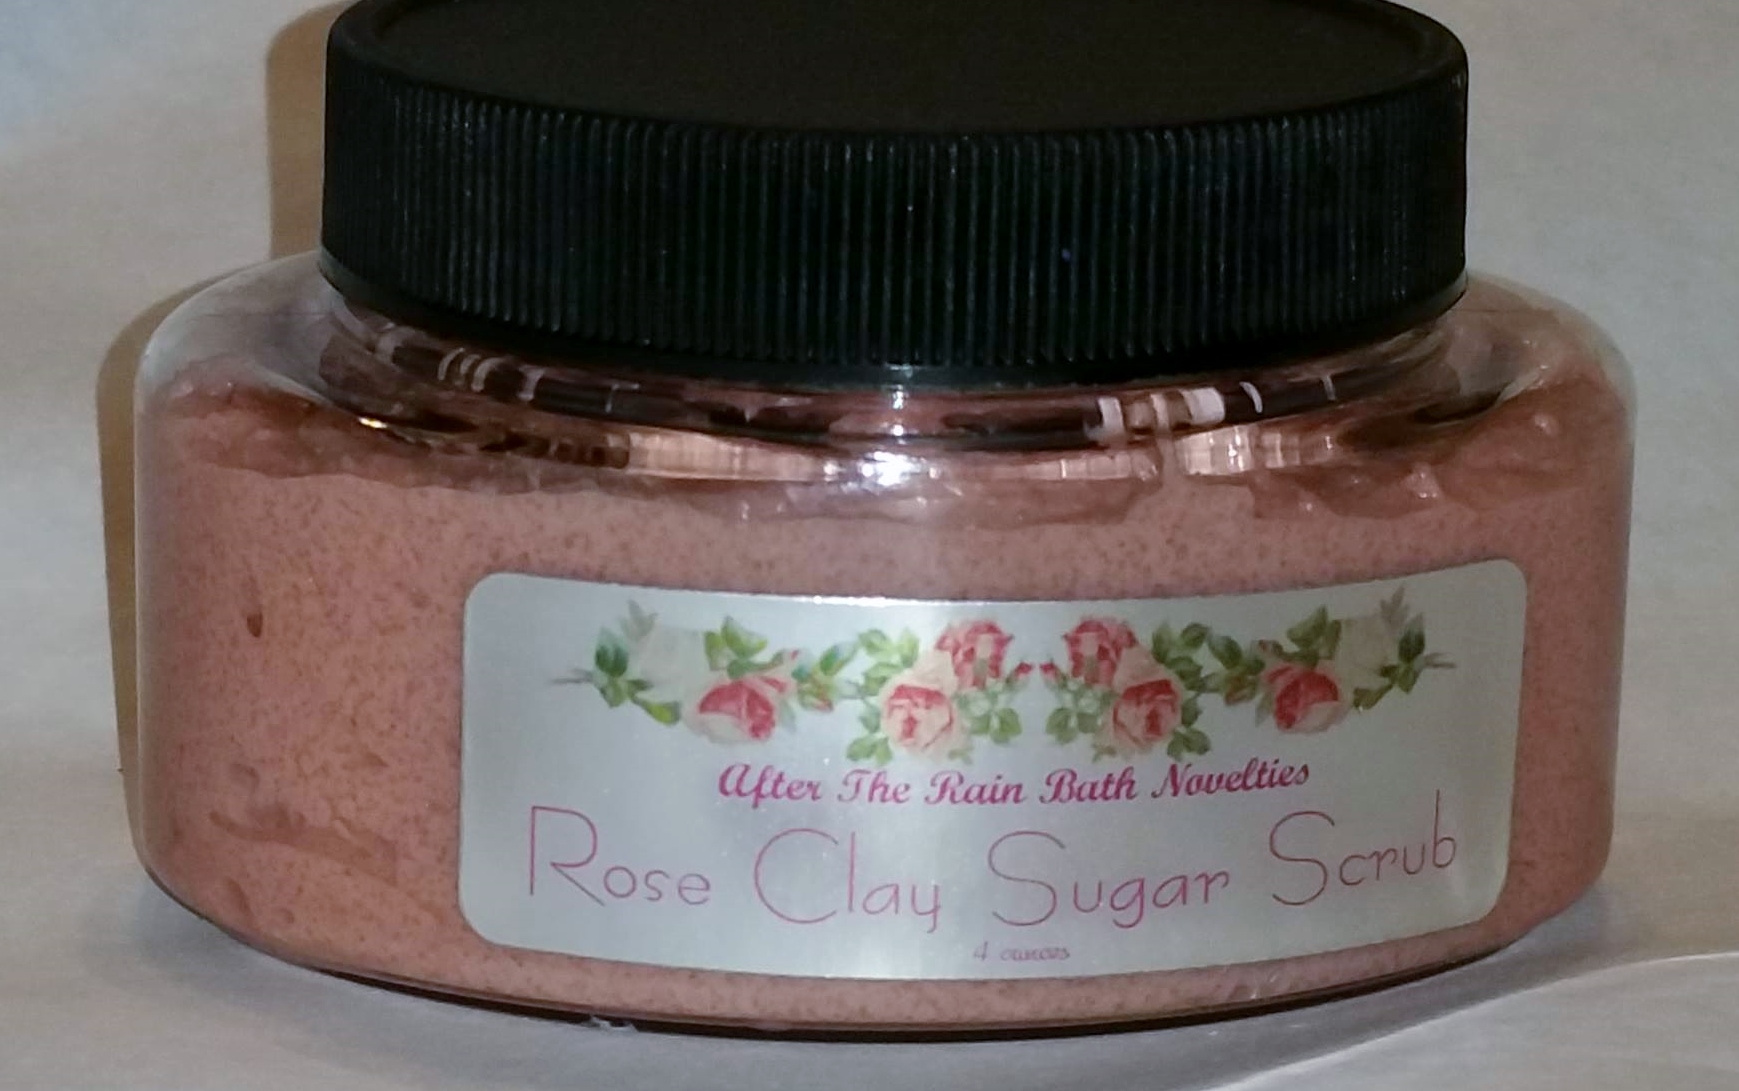 After The Rain Bath Novelties
Rose Clay Sugar Scrub
4 ounces